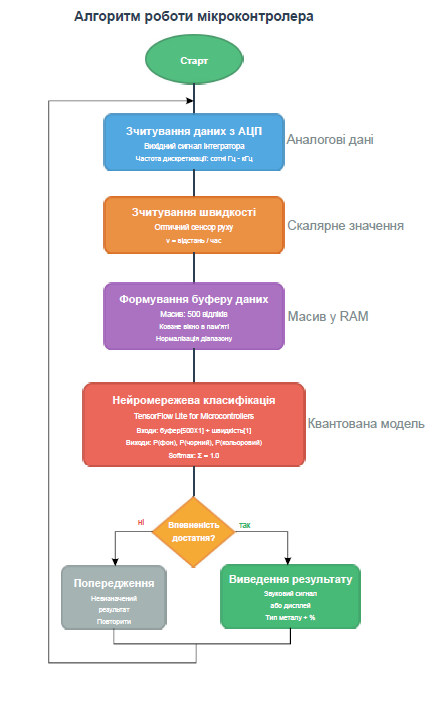 Алгоритм роботи мікроконтролера
Старт
Зчитування даних з АЦП
Вихідний сигнал інтегратора
Частота дискретизації: сотні Гц - кГц
Аналогові дані
Зчитування швидкості
Оптичний сенсор руху
v = відстань / час
Скалярне значення
Формування буферу даних
Масив: 500 відліків
Ковзне вікно в пам'яті
Нормалізація діапазону
Масив у RAM
Нейромережева класифікація
TensorFlow Lite for Microcontrollers
Входи: буфер[500X1] + швидкість[1]
Виходи: P(фон), P(чорний), P(кольоровий)
Softmax: Σ = 1.0
Квантована модель
Впевненість
достатня?
ні
так
Попередження
Невизначений
результат
Повторити
Виведення результату
Звуковий сигнал
або дисплей
Тип металу + %